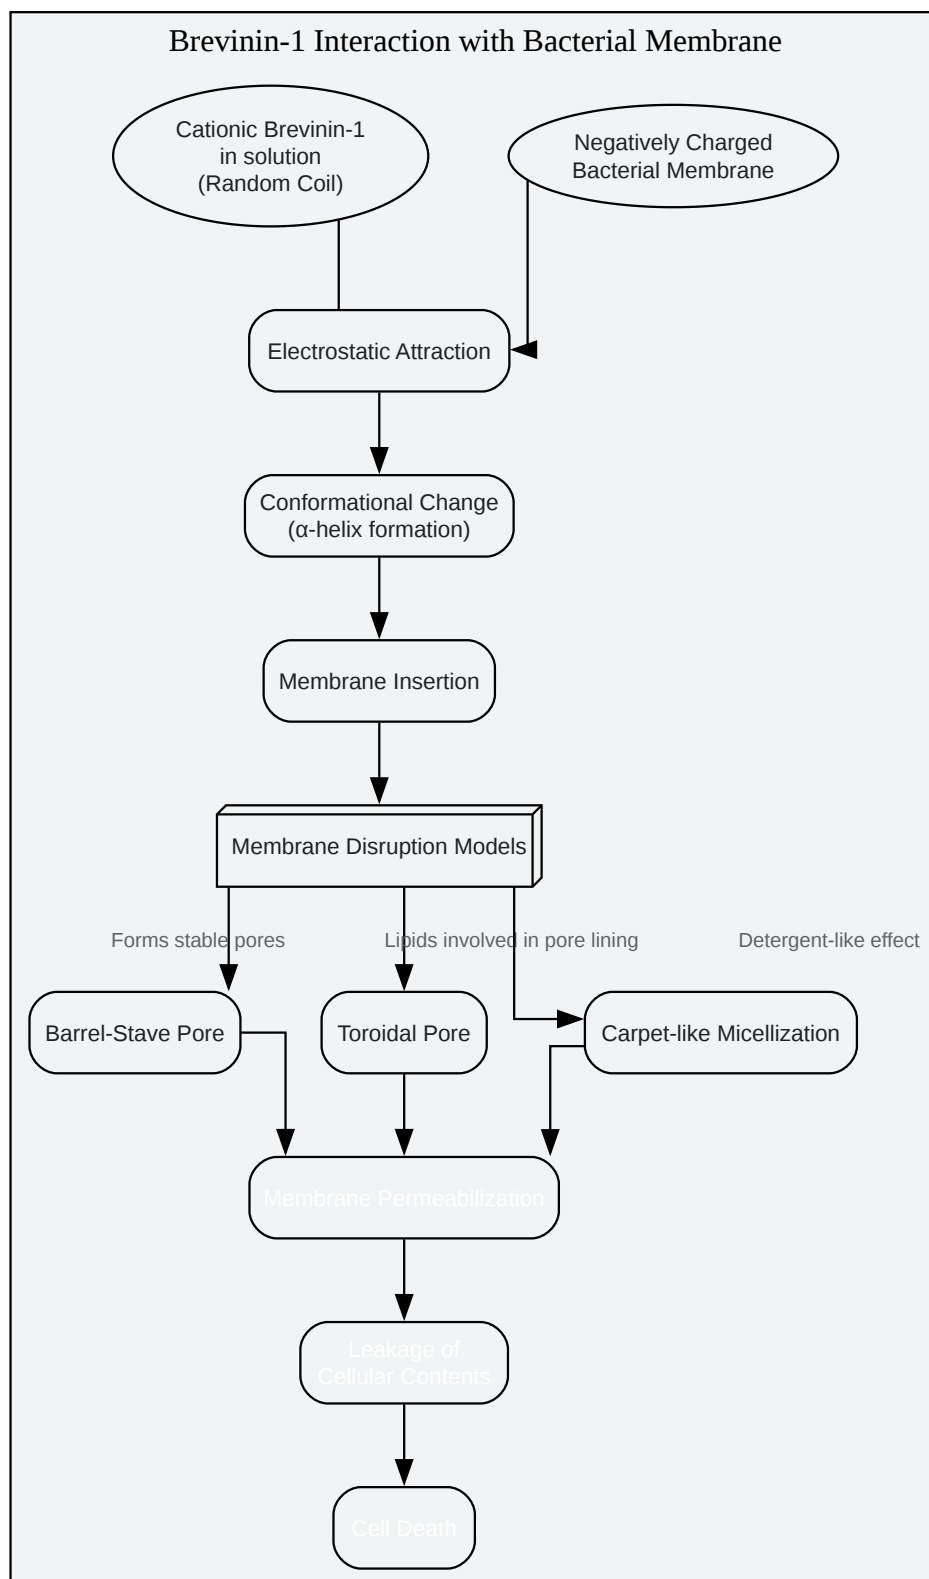 Brevinin-1 Interaction with Bacterial Membrane
Cationic Brevinin-1
in solution
(Random Coil)
Negatively Charged
Bacterial Membrane
Electrostatic Attraction
Conformational Change
(α-helix formation)
Membrane Insertion
Membrane Disruption Models
Forms stable pores
Lipids involved in pore lining
Detergent-like effect
Barrel-Stave Pore
Toroidal Pore
Carpet-like Micellization
Membrane Permeabilization
Leakage of
Cellular Contents
Cell Death